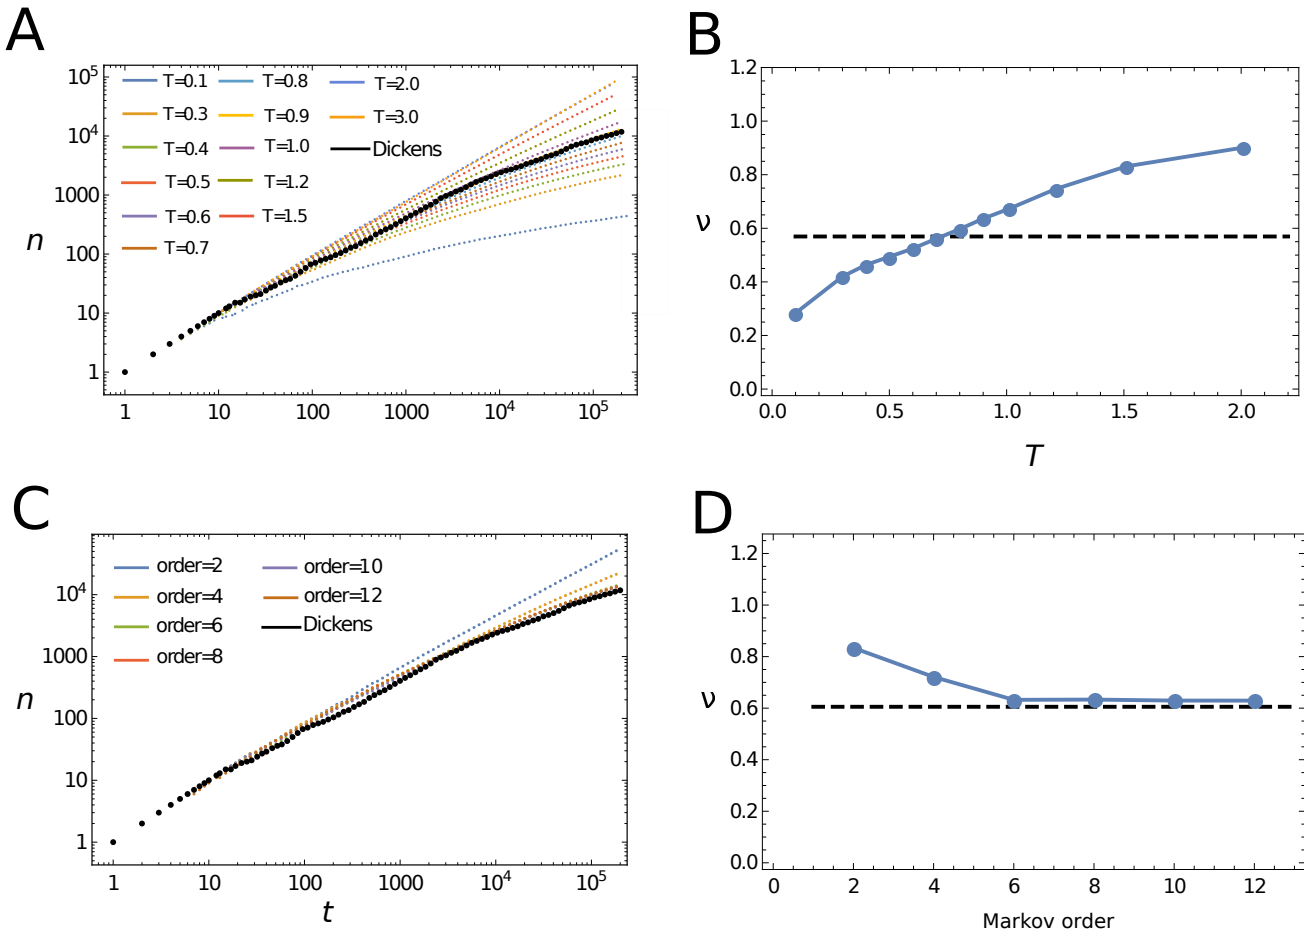 A
T=0.1 T=0.8 T=2.0
T=0.3 T=0.9 T=3.0
T=0.4 T=1.0 Dickens
T=0.5 T=1.2
T=0.6 T=1.5
T=0.7
n
10^5
10^4
1000
100
10
1
1 10 100 1000 10^4 10^5
B
ν
1.2
1.0
0.8
0.6
0.4
0.2
0.0
0.0 0.5 1.0 1.5 2.0
T
C
order=2 order=10
order=4 order=12
order=6 Dickens
order=8
n
10^4
1000
100
10
1
1 10 100 1000 10^4 10^5
t
D
ν
1.2
1.0
0.8
0.6
0.4
0.2
0.0
0 2 4 6 8 10 12
Markov order